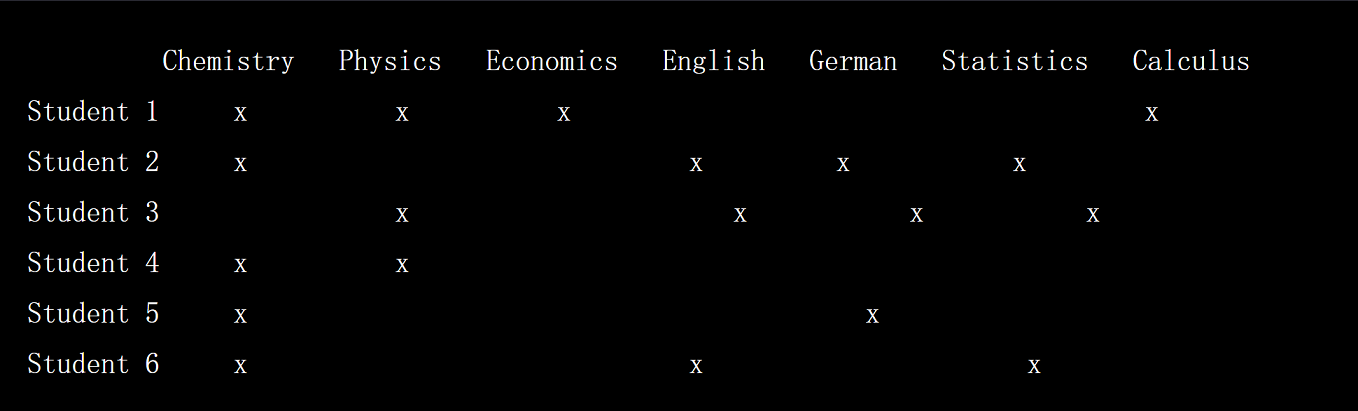 Chemistry Physics Economics English German Statistics Calculus
Student 1 x x x x
Student 2 x x x x
Student 3 x x x x
Student 4 x x
Student 5 x x
Student 6 x x x